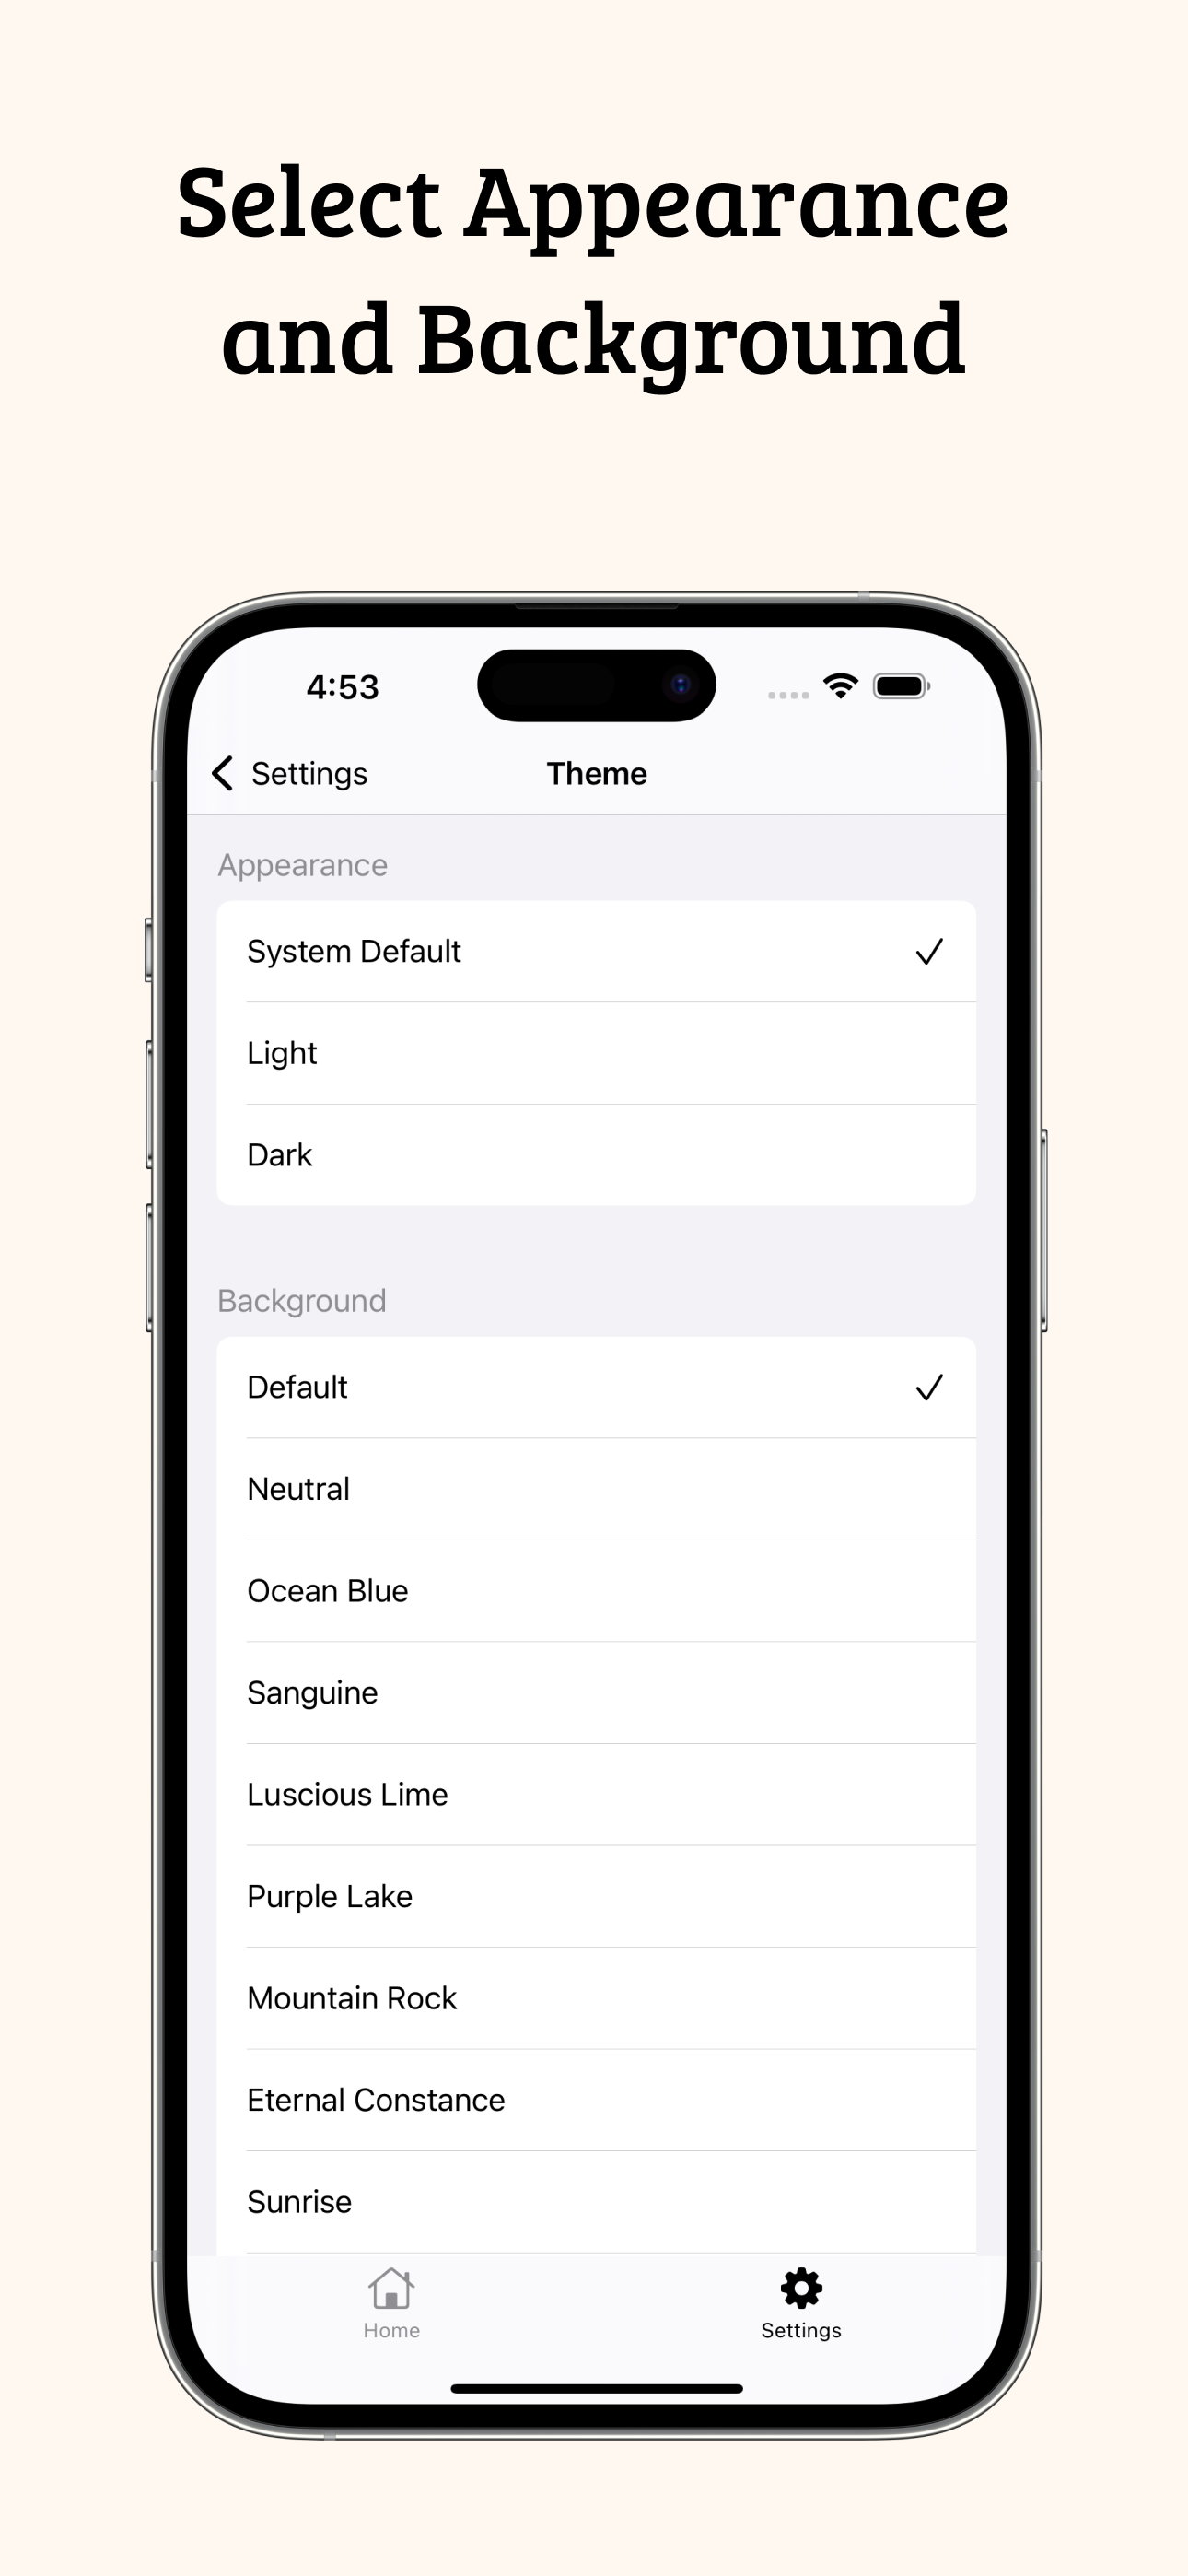 Select Appearance
and Background
4:53
Settings
Theme
Appearance
System Default
Light
Dark
Background
Default
Neutral
Ocean Blue
Sanguine
Luscious Lime
Purple Lake
Mountain Rock
Eternal Constance
Sunrise
Home
Settings